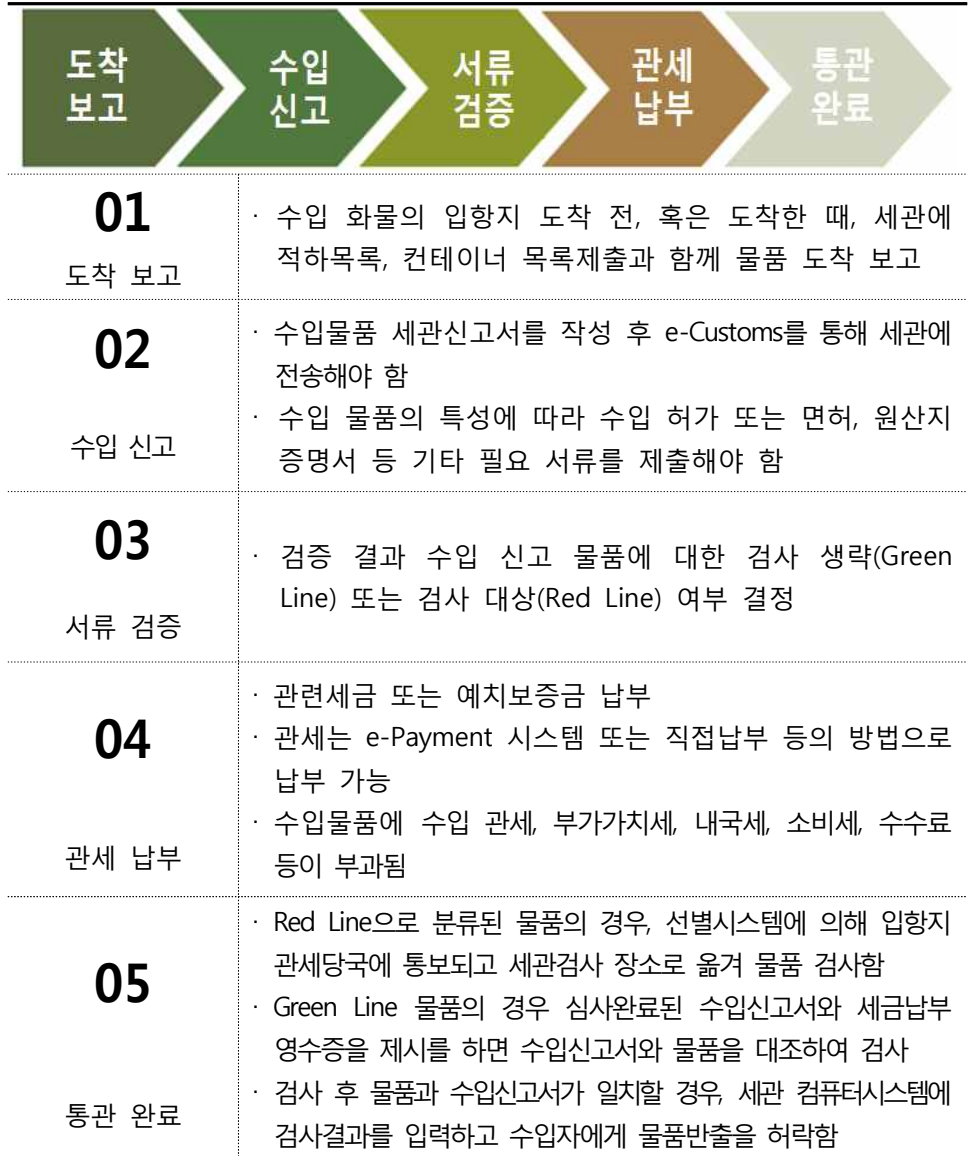 도착
보고
수입
신고
서류
검증
관세
납부
통관
완료
01
도착 보고
· 수입 화물의 입항지 도착 전, 혹은 도착한 때, 세관에
적하목록, 컨테이너 목록제출과 함께 물품 도착 보고
02
수입 신고
· 수입물품 세관신고서를 작성 후 e-Customs를 통해 세관에
전송해야 함
· 수입 물품의 특성에 따라 수입 허가 또는 면허, 원산지
증명서 등 기타 필요 서류를 제출해야 함
03
서류 검증
· 검증 결과 수입 신고 물품에 대한 검사 생략(Green
Line) 또는 검사 대상(Red Line) 여부 결정
04
관세 납부
· 관련세금 또는 예치보증금 납부
· 관세는 e-Payment 시스템 또는 직접납부 등의 방법으로
납부 가능
· 수입물품에 수입 관세, 부가가치세, 내국세, 소비세, 수수료
등이 부과됨
05
통관 완료
· Red Line으로 분류된 물품의 경우, 선별시스템에 의해 입항지
관세당국에 통보되고 세관검사 장소로 옮겨 물품 검사함
· Green Line 물품의 경우 심사완료된 수입신고서와 세금납부
영수증을 제시를 하면 수입신고서와 물품을 대조하여 검사
· 검사 후 물품과 수입신고서가 일치할 경우, 세관 컴퓨터시스템에
검사결과를 입력하고 수입자에게 물품반출을 허락함